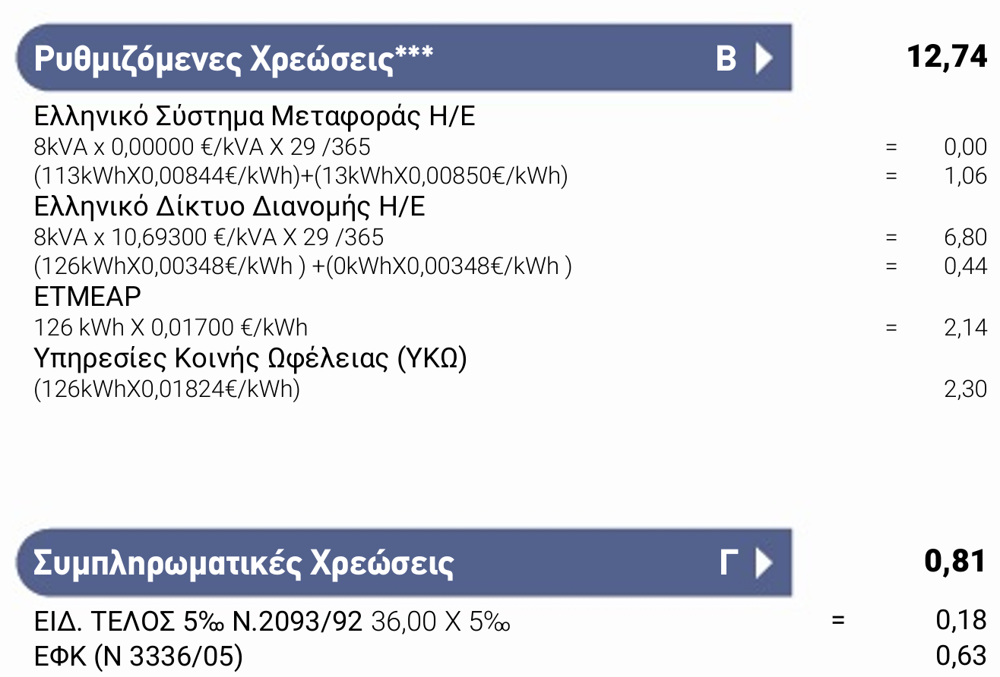 Ρυθμιζόμενες Χρεώσεις*** Β 12,74
Ελληνικό Σύστημα Μεταφοράς Η/Ε
8kVA x 0,00000 €/kVA X 29 /365 = 0,00
(113kWhX0,00844€/kWh)+(13kWhX0,00850€/kWh) = 1,06
Ελληνικό Δίκτυο Διανομής Η/Ε
8kVA x 10,69300 €/kVA X 29 /365 = 6,80
(126kWhX0,00348€/kWh ) +(0kWhX0,00348€/kWh ) = 0,44
ΕΤΜΕΑΡ
126 kWh X 0,01700 €/kWh = 2,14
Υπηρεσίες Κοινής Ωφέλειας (ΥΚΩ)
(126kWhX0,01824€/kWh) 2,30
Συμπληρωματικές Χρεώσεις Γ 0,81
ΕΙΔ. ΤΕΛΟΣ 5‰ Ν.2093/92 36,00 X 5‰ = 0,18
ΕΦΚ (Ν 3336/05) 0,63